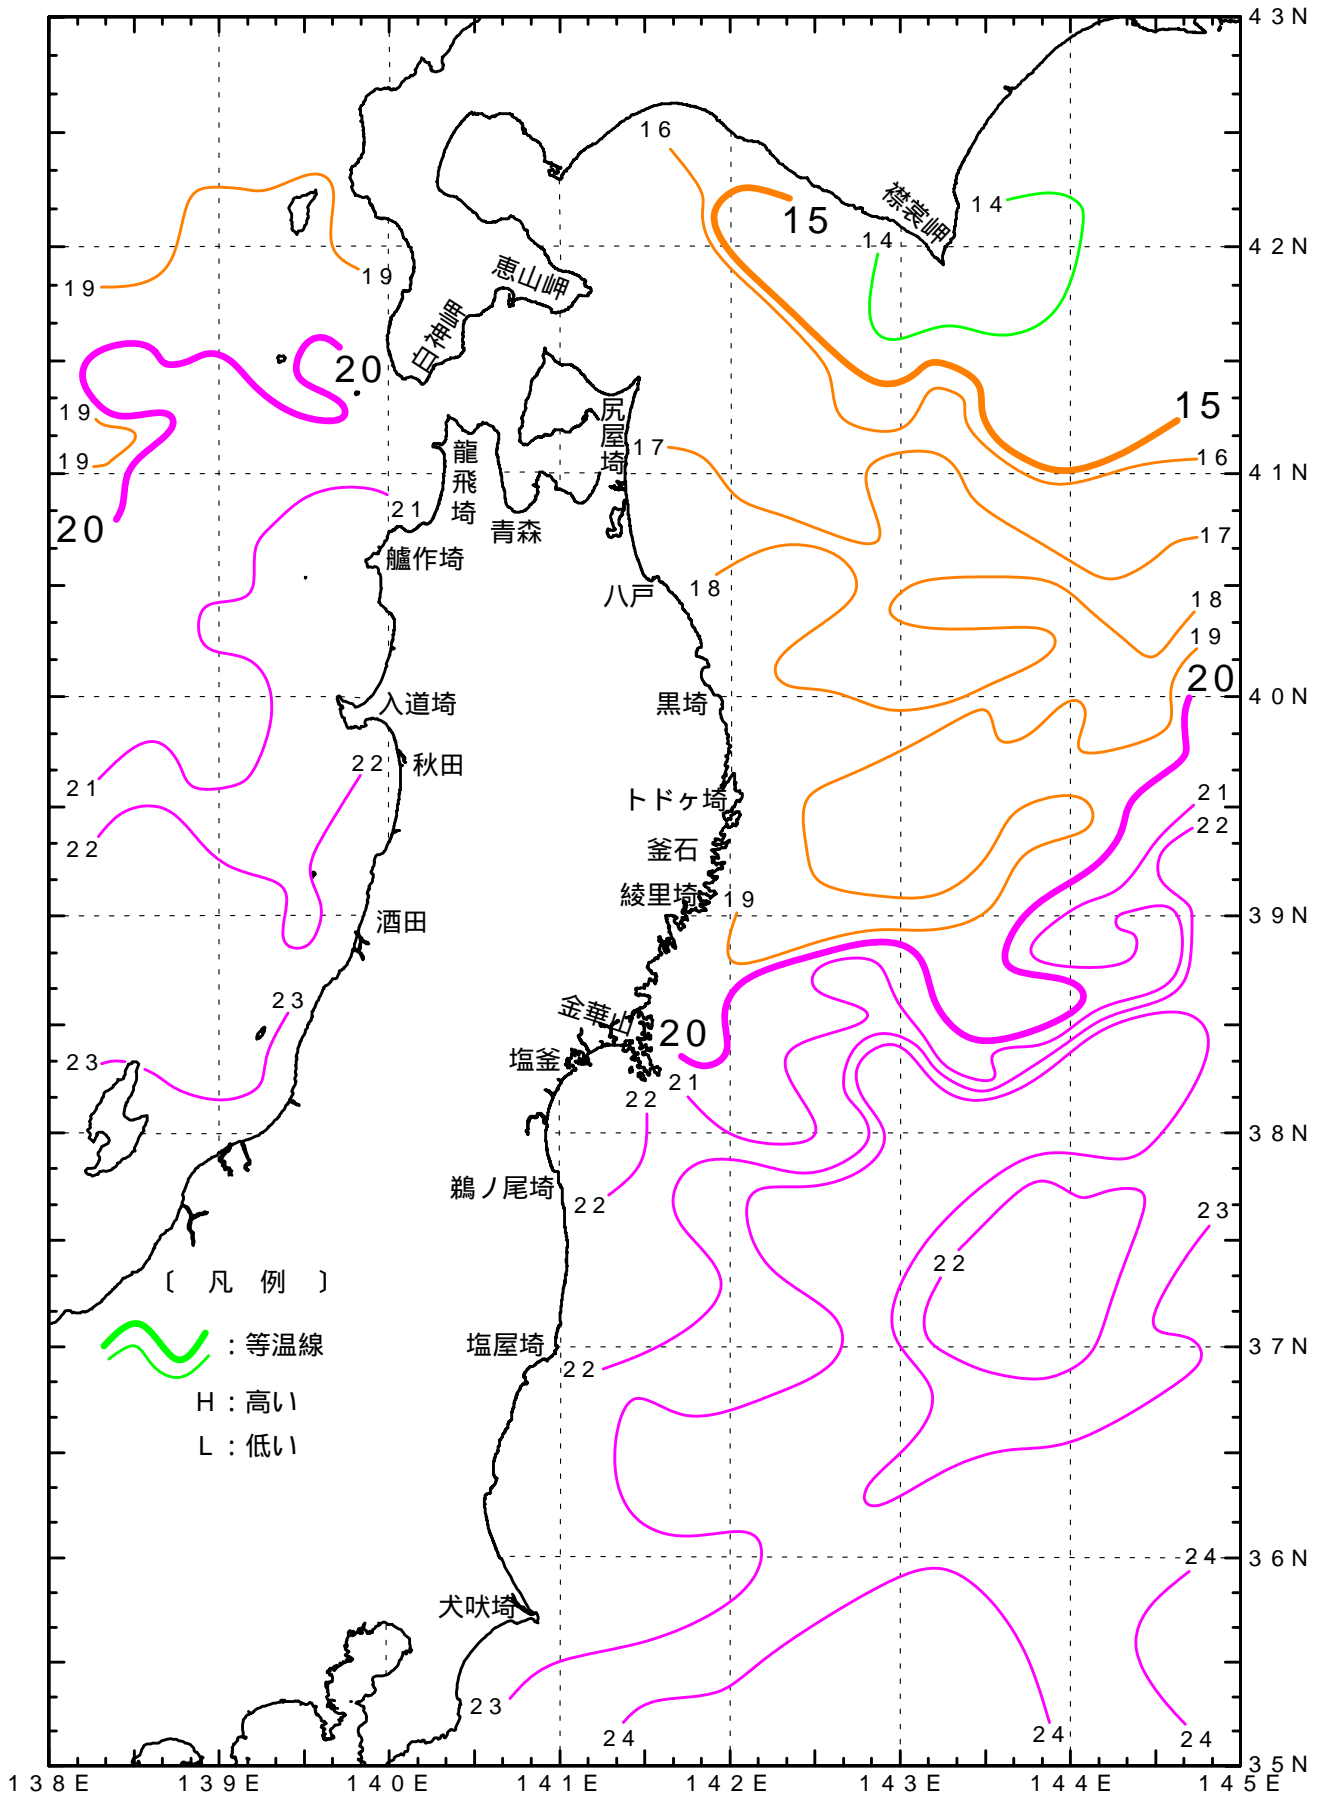 43N
16
襟裳岬
14
15
14
42N
恵山岬
19
19
白神岬
20
19
尻屋埼
15
17
龍飛埼
16
19
41N
21
20
青森
17
艫作埼
18
八戸
18
19
20
入道埼
黒埼
40N
22
秋田
21
トドヶ埼
21
22
22
釜石
綾里埼
19
39N
酒田
23
金華山
20
塩釜
23
21
22
38N
鵜ノ尾埼
22
23
22
〔 凡 例 〕
:等温線
塩屋埼
37N
22
H:高い
L:低い
24
36N
犬吠埼
23
24
24
24
35N
138E 139E 140E 141E 142E 143E 144E 145E